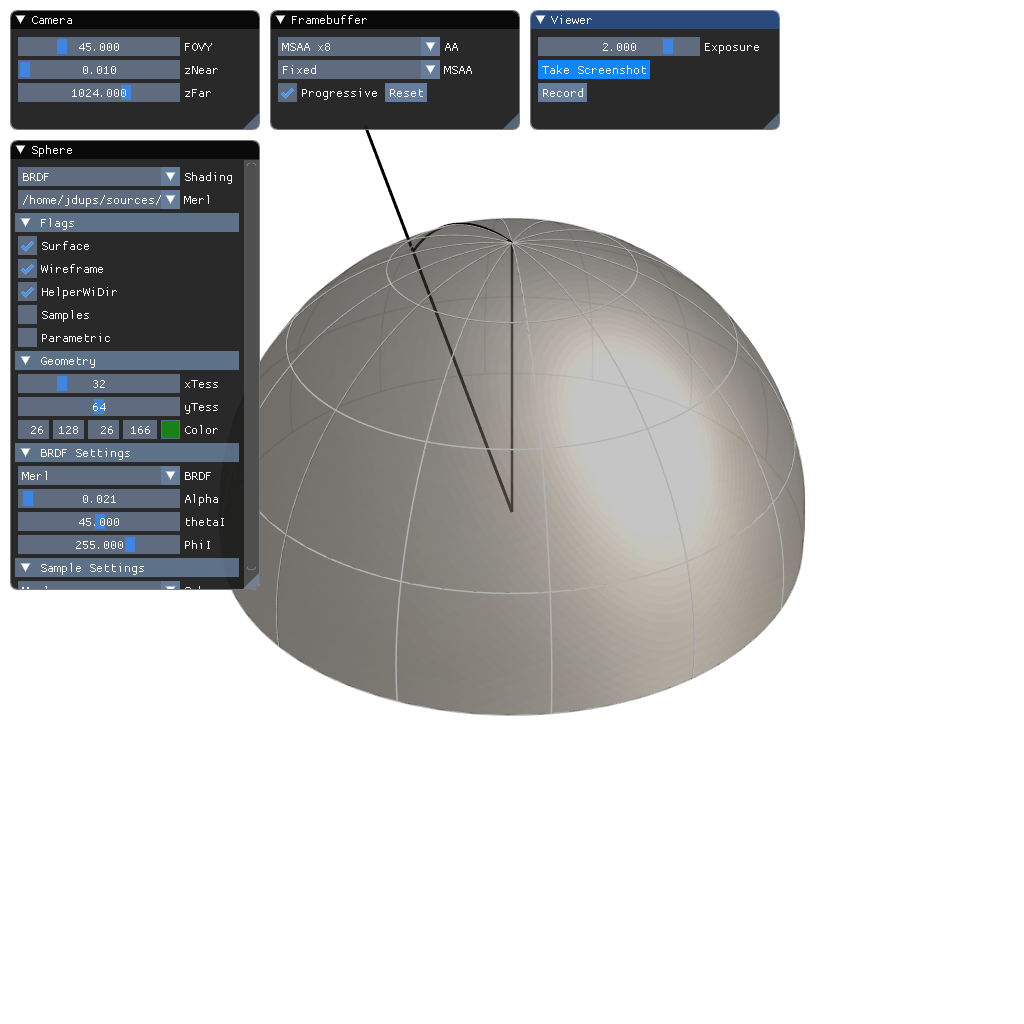 Camera
45.000 FOVY
0.010 zNear
1024.000 zFar
Framebuffer
MSAA x8 AA
Fixed MSAA
Progressive Reset
Viewer
2.000 Exposure
Take Screenshot
Record
Sphere
BRDF Shading
/home/jdups/sources/ Merl
Flags
Surface
Wireframe
HelperWiDir
Samples
Parametric
Geometry
32 xTess
64 yTess
26 128 26 166 Color
BRDF Settings
Merl BRDF
0.021 Alpha
45.000 thetaI
255.000 PhiI
Sample Settings